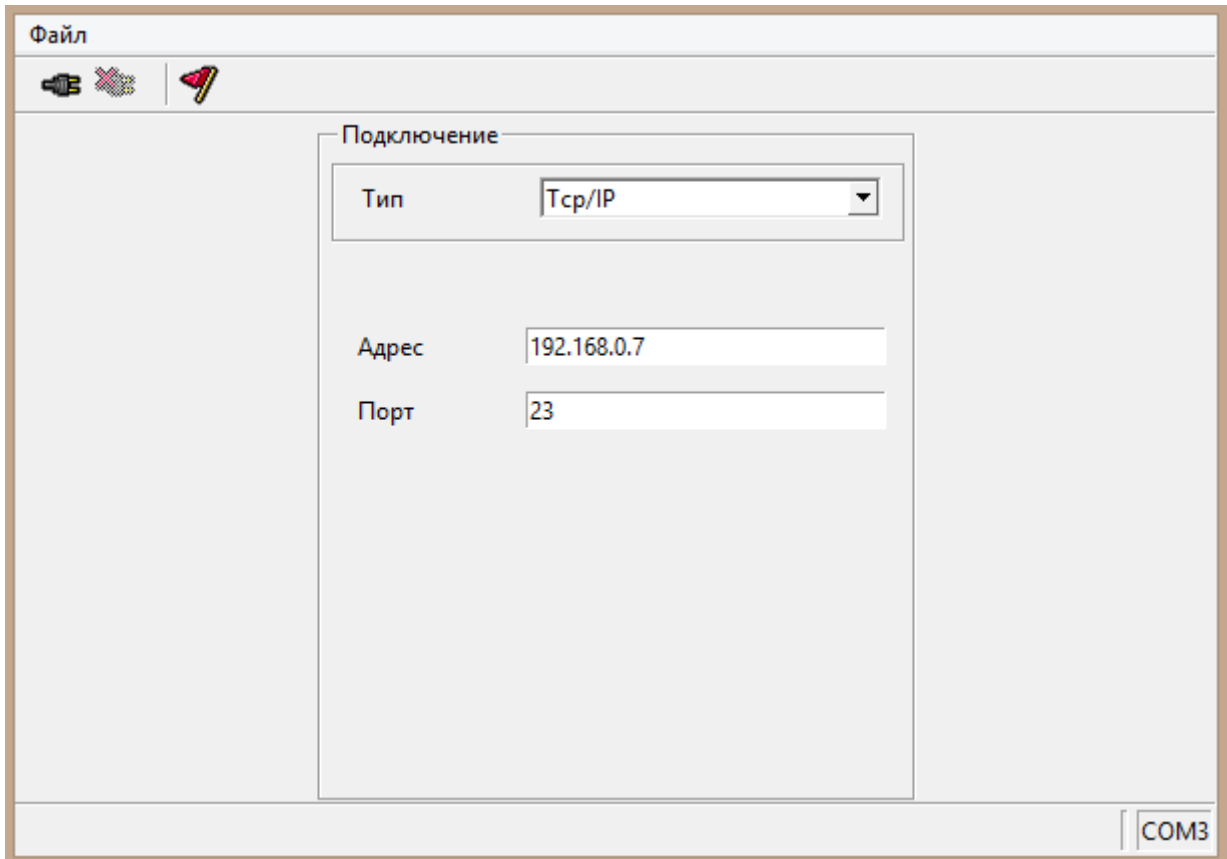 Файл
Подключение
Тип Tcp/IP
Адрес 192.168.0.7
Порт 23
COM3